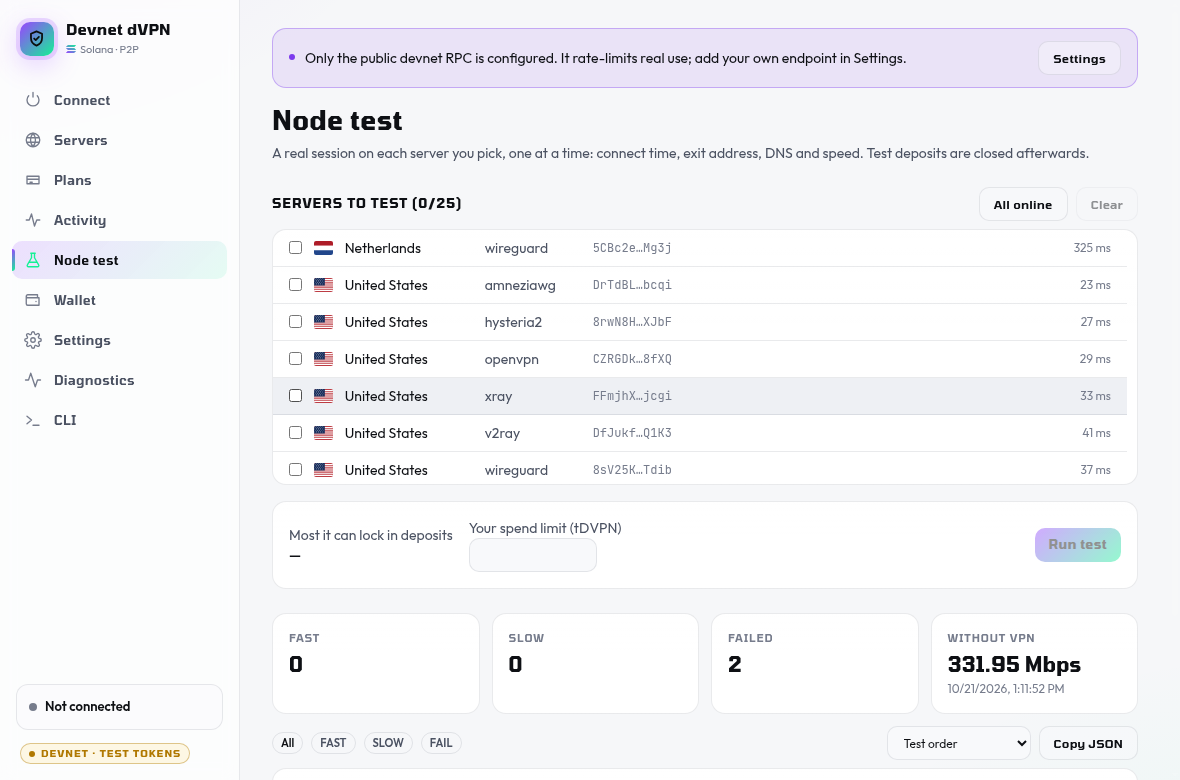 Devnet dVPN
Solana · P2P
Connect
Servers
Plans
Activity
Node test
Wallet
Settings
Diagnostics
CLI
Not connected
DEVNET · TEST TOKENS
Only the public devnet RPC is configured. It rate-limits real use; add your own endpoint in Settings.
Settings
Node test
A real session on each server you pick, one at a time: connect time, exit address, DNS and speed. Test deposits are closed afterwards.
SERVERS TO TEST (0/25)
All online
Clear
Netherlands wireguard 5CBc2e…Mg3j 325 ms
United States amneziawg DrTdBL…bcqi 23 ms
United States hysteria2 8rwN8H…XJbF 27 ms
United States openvpn CZRGDk…8fXQ 29 ms
United States xray FFmjhX…jcgi 33 ms
United States v2ray DfJukf…Q1K3 41 ms
United States wireguard 8sV25K…Tdib 37 ms
Most it can lock in deposits
—
Your spend limit (tDVPN)
Run test
FAST
0
SLOW
0
FAILED
2
WITHOUT VPN
331.95 Mbps
10/21/2026, 1:11:52 PM
All FAST SLOW FAIL
Test order
Copy JSON